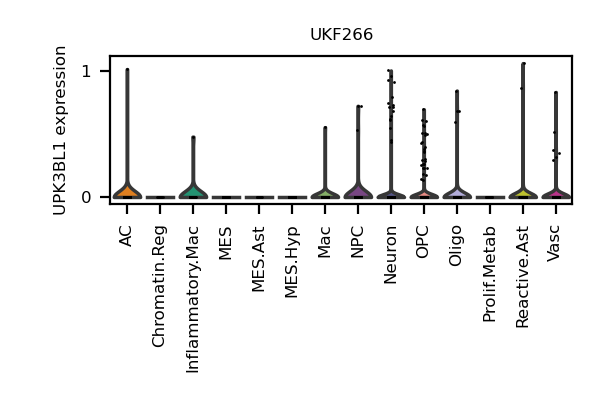 UKF266
UPK3BL1 expression
1
0
AC
Chromatin.Reg
Inflammatory.Mac
MES
MES.Ast
MES.Hyp
Mac
NPC
Neuron
OPC
Oligo
Prolif.Metab
Reactive.Ast
Vasc